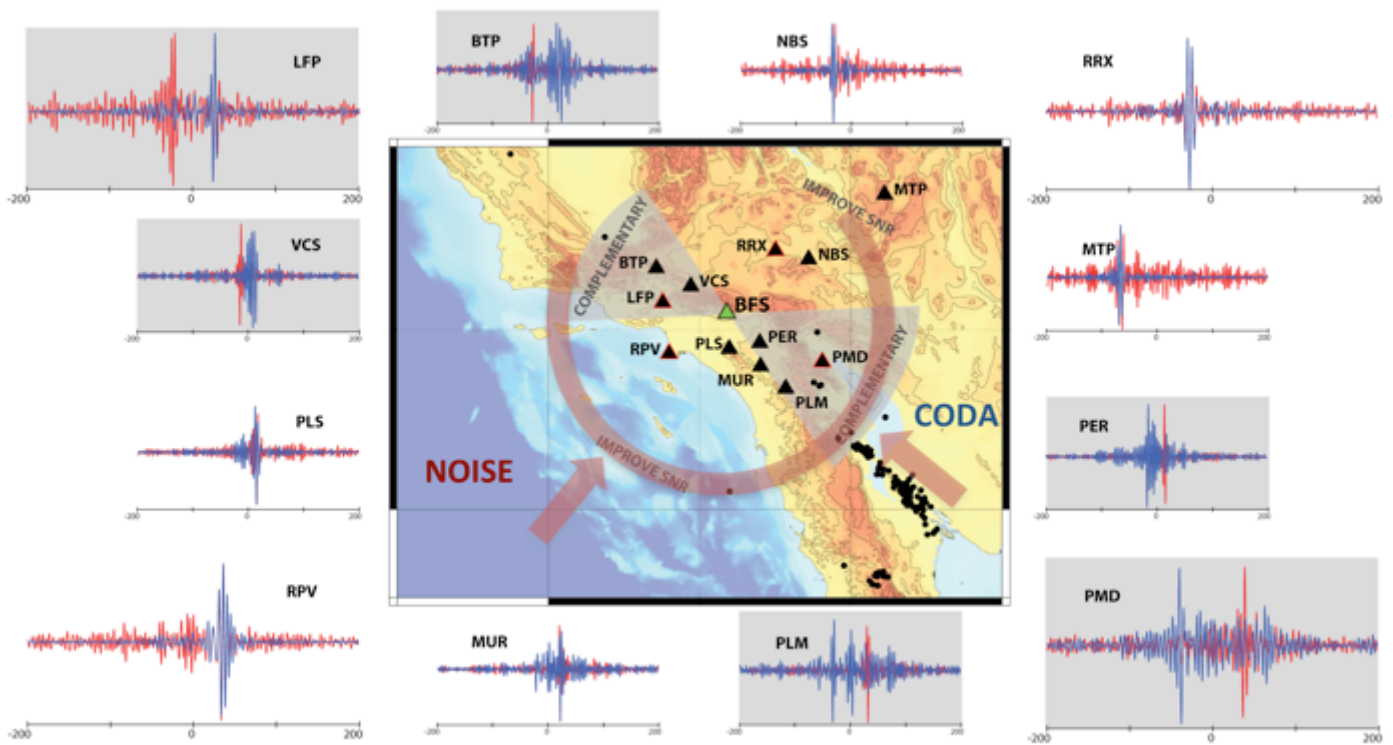 LFP
-200 0 200
BTP
-200 0 200
NBS
-200 0 200
RRX
-200 0 200
VCS
-200 0 200
MTP
-200 0 200
PLS
-200 0 200
PER
-200 0 200
RPV
-200 0 200
MUR
-200 0 200
PLM
-200 0 200
PMD
-200 0 200
IMPROVE SNR
MTP
COMPLEMENTARY
RRX
NBS
BTP
VCS
LFP
BFS
RPV
PLS
PER
PMD
MUR
PLM
COMPLEMENTARY
CODA
NOISE
IMPROVE SNR